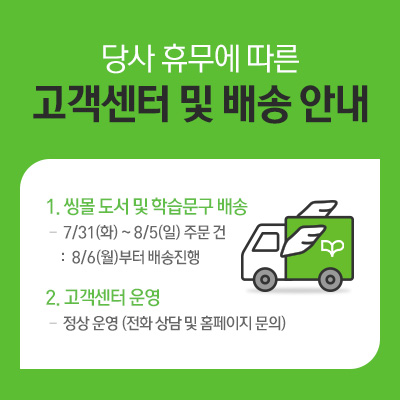 당사 휴무에 따른
고객센터 및 배송 안내
1. 씽몰 도서 및 학습문구 배송
- 7/31(화) ~ 8/5(일) 주문 건
: 8/6(월)부터 배송진행
2. 고객센터 운영
- 정상 운영 (전화 상담 및 홈페이지 문의)